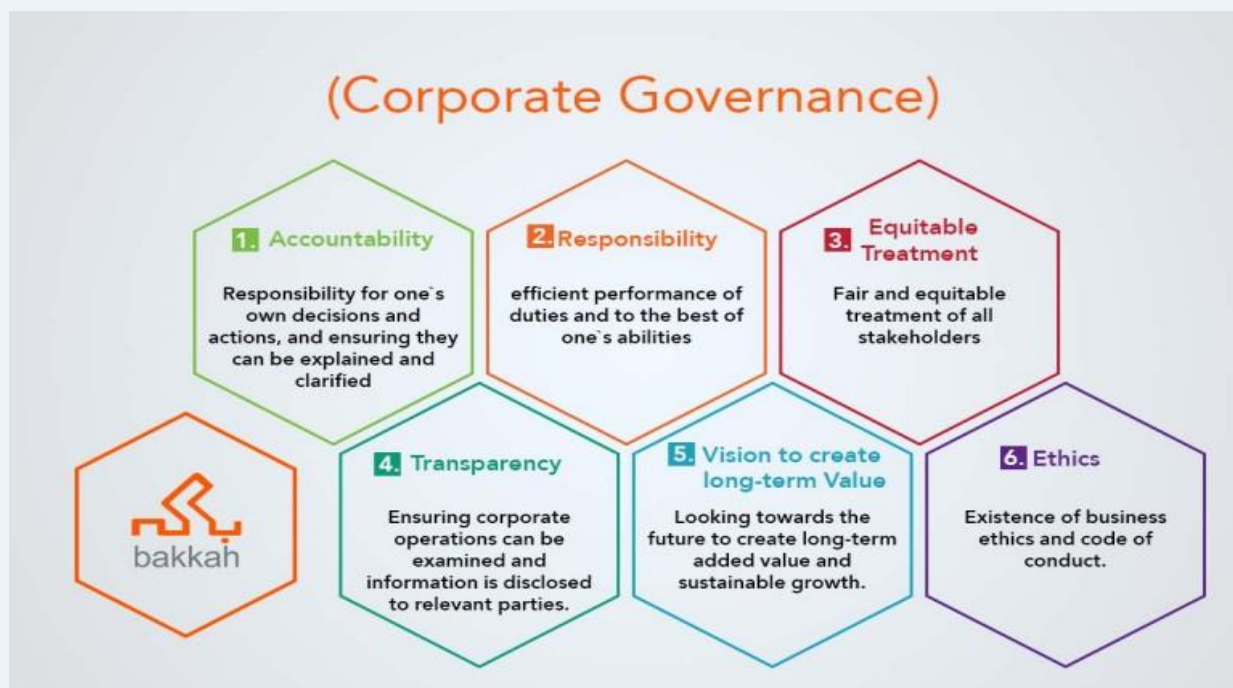 (Corporate Governance)
1. Accountability
Responsibility for one`s
own decisions and
actions, and ensuring they
can be explained and
clarified
2. Responsibility
efficient performance of
duties and to the best of
one`s abilities
3. Equitable
Treatment
Fair and equitable
treatment of all
stakeholders
بكه
bakkah
4. Transparency
Ensuring corporate
operations can be
examined and
information is disclosed
to relevant parties.
5. Vision to create
long-term Value
Looking towards the
future to create long-term
added value and
sustainable growth.
6. Ethics
Existence of business
ethics and code of
conduct.